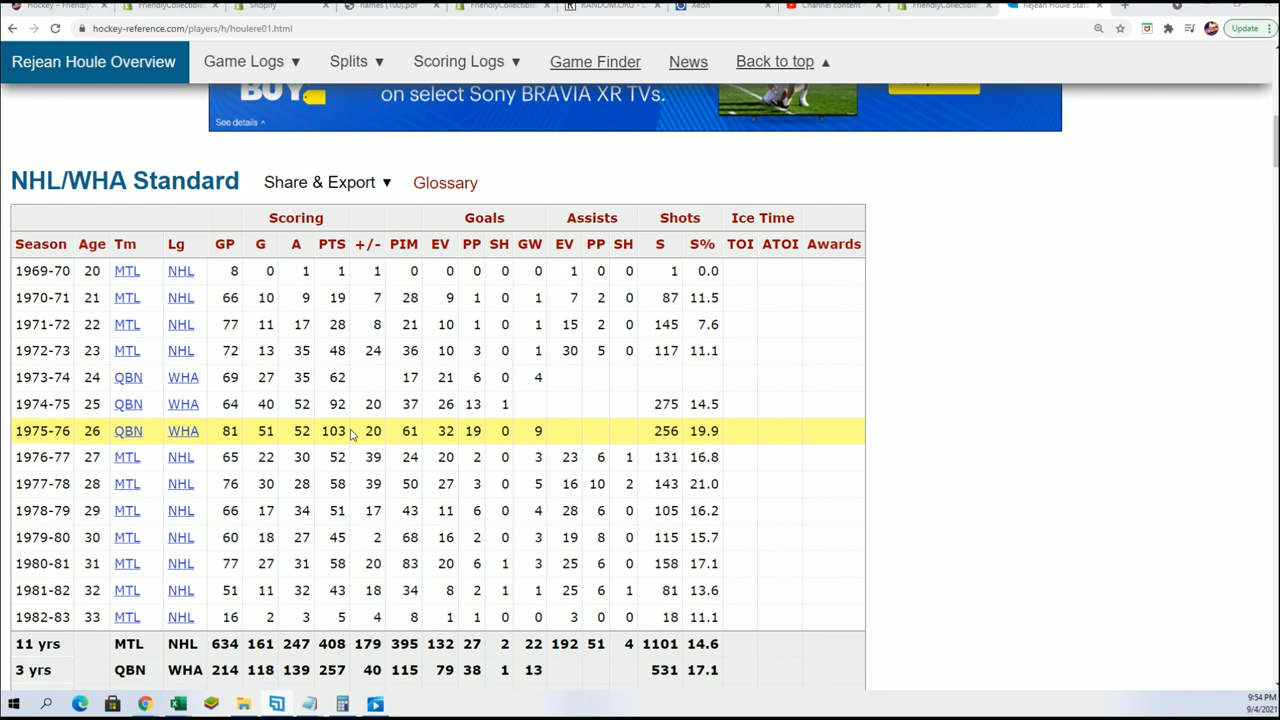 Hockey – FriendlyCollectible
FriendlyCollectibles
Shopify
names (100).pdf
FriendlyCollectibles
RANDOM.ORG -
Xeon
Channel content -
FriendlyCollectibles
Rejean Houle Stats
hockey-reference.com/players/h/houlere01.html
Update
Rejean Houle Overview Game Logs ▼ Splits ▼ Scoring Logs ▼ Game Finder News Back to top ▲
BUY
on select Sony BRAVIA XR TVs.
See details
NHL/WHA Standard Share & Export ▼ Glossary
Scoring Goals Assists Shots Ice Time
Season Age Tm Lg GP G A PTS +/- PIM EV PP SH GW EV PP SH S S% TOI ATOI Awards
1969-70 20 MTL NHL 8 0 1 1 1 0 0 0 0 0 1 0 0 1 0.0
1970-71 21 MTL NHL 66 10 9 19 7 28 9 1 0 1 7 2 0 87 11.5
1971-72 22 MTL NHL 77 11 17 28 8 21 10 1 0 1 15 2 0 145 7.6
1972-73 23 MTL NHL 72 13 35 48 24 36 10 3 0 1 30 5 0 117 11.1
1973-74 24 QBN WHA 69 27 35 62 17 21 6 0 4
1974-75 25 QBN WHA 64 40 52 92 20 37 26 13 1 275 14.5
1975-76 26 QBN WHA 81 51 52 103 20 61 32 19 0 9 256 19.9
1976-77 27 MTL NHL 65 22 30 52 39 24 20 2 0 3 23 6 1 131 16.8
1977-78 28 MTL NHL 76 30 28 58 39 50 27 3 0 5 16 10 2 143 21.0
1978-79 29 MTL NHL 66 17 34 51 17 43 11 6 0 4 28 6 0 105 16.2
1979-80 30 MTL NHL 60 18 27 45 2 68 16 2 0 3 19 8 0 115 15.7
1980-81 31 MTL NHL 77 27 31 58 20 83 20 6 1 3 25 6 0 158 17.1
1981-82 32 MTL NHL 51 11 32 43 18 34 8 2 1 1 25 6 1 81 13.6
1982-83 33 MTL NHL 16 2 3 5 4 8 1 1 0 0 3 0 0 18 11.1
11 yrs MTL NHL 634 161 247 408 179 395 132 27 2 22 192 51 4 1101 14.6
3 yrs QBN WHA 214 118 139 257 40 115 79 38 1 13 531 17.1
9:54 PM
9/4/2021